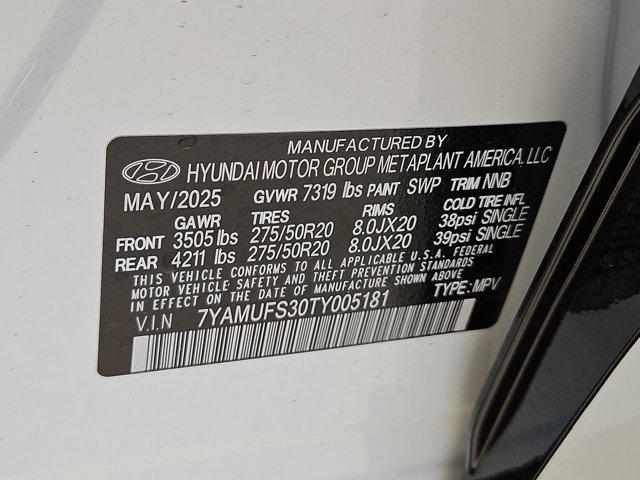 MANUFACTURED BY
HYUNDAI MOTOR GROUP METAPLANT AMERICA, LLC
MAY/2025 GVWR 7319 lbs PAINT SWP TRIM NNB
GAWR TIRES RIMS COLD TIRE INFL
FRONT 3505 lbs 275/50R20 8.0JX20 38psi SINGLE
REAR 4211 lbs 275/50R20 8.0JX20 39psi SINGLE
THIS VEHICLE CONFORMS TO ALL APPLICABLE U.S.A. FEDERAL
MOTOR VEHICLE SAFETY AND THEFT PREVENTION STANDARDS
IN EFFECT ON THE DATE OF MANUFACTURE SHOWN ABOVE
TYPE: MPV
V.I.N 7YAMUFS30TY005181